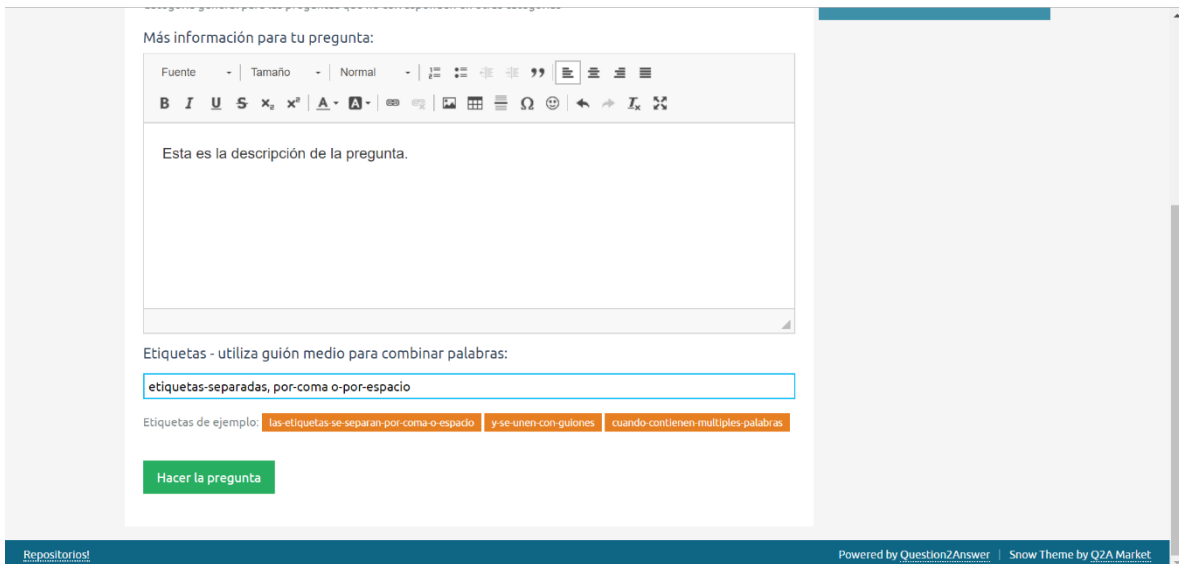 Más información para tu pregunta:
Fuente Tamaño Normal
Esta es la descripción de la pregunta.
Etiquetas - utiliza guión medio para combinar palabras:
etiquetas-separadas, por-coma o-por-espacio
Etiquetas de ejemplo: las-etiquetas-se-separan-por-coma-o-espacio y-se-unen-con-guiones cuando-contienen-multiples-palabras
Hacer la pregunta
Repositorios! Powered by Question2Answer | Snow Theme by Q2A Market